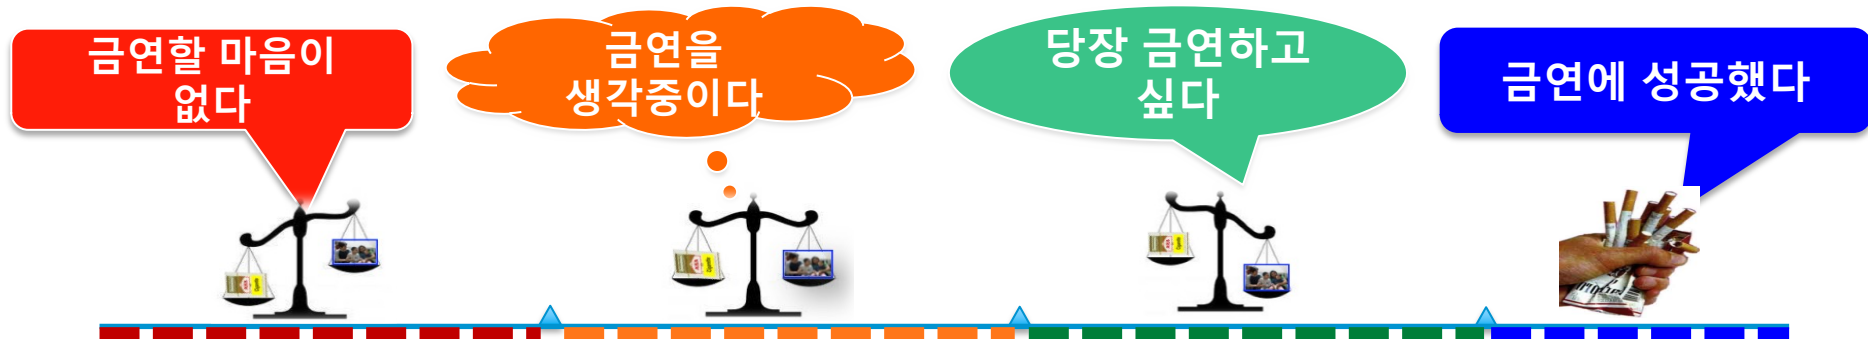 금연할 마음이
없다
금연을
생각중이다
당장 금연하고
싶다
금연에 성공했다